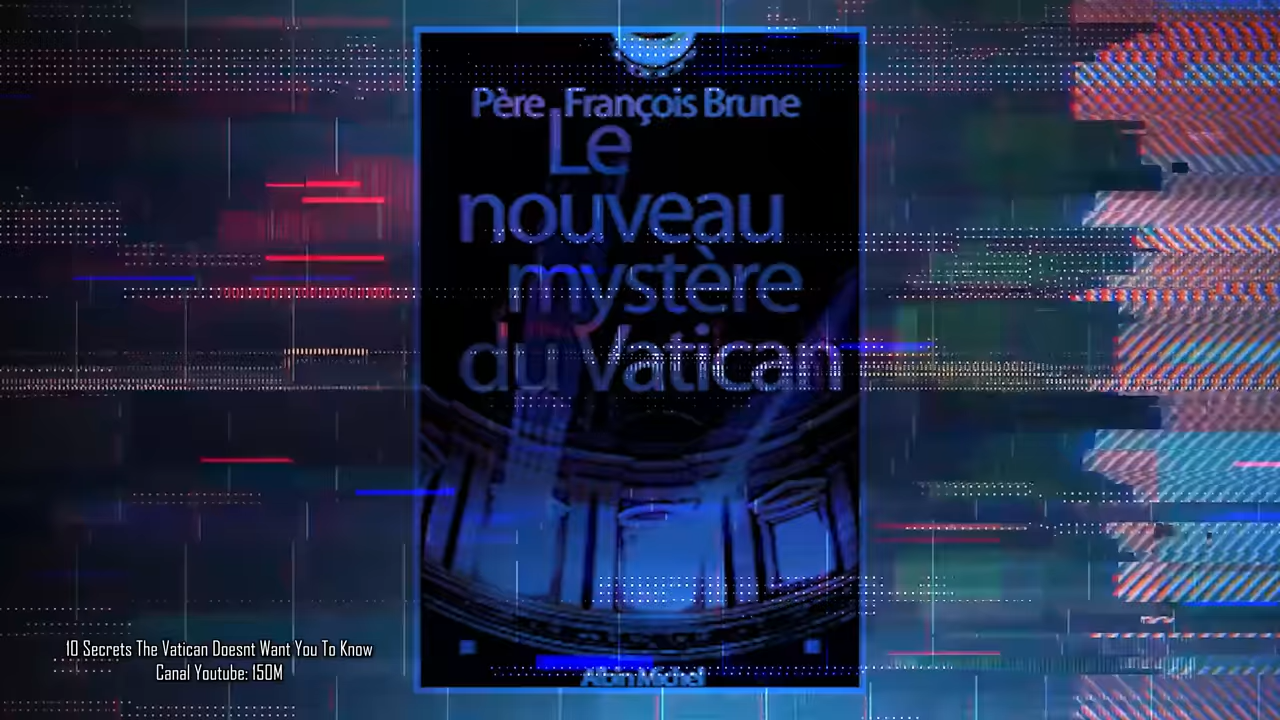 Père François Brune
Le
nouveau
mystère
du Vatican
Albin Michel
10 Secrets The Vatican Doesnt Want You To Know
Canal Youtube: 150M